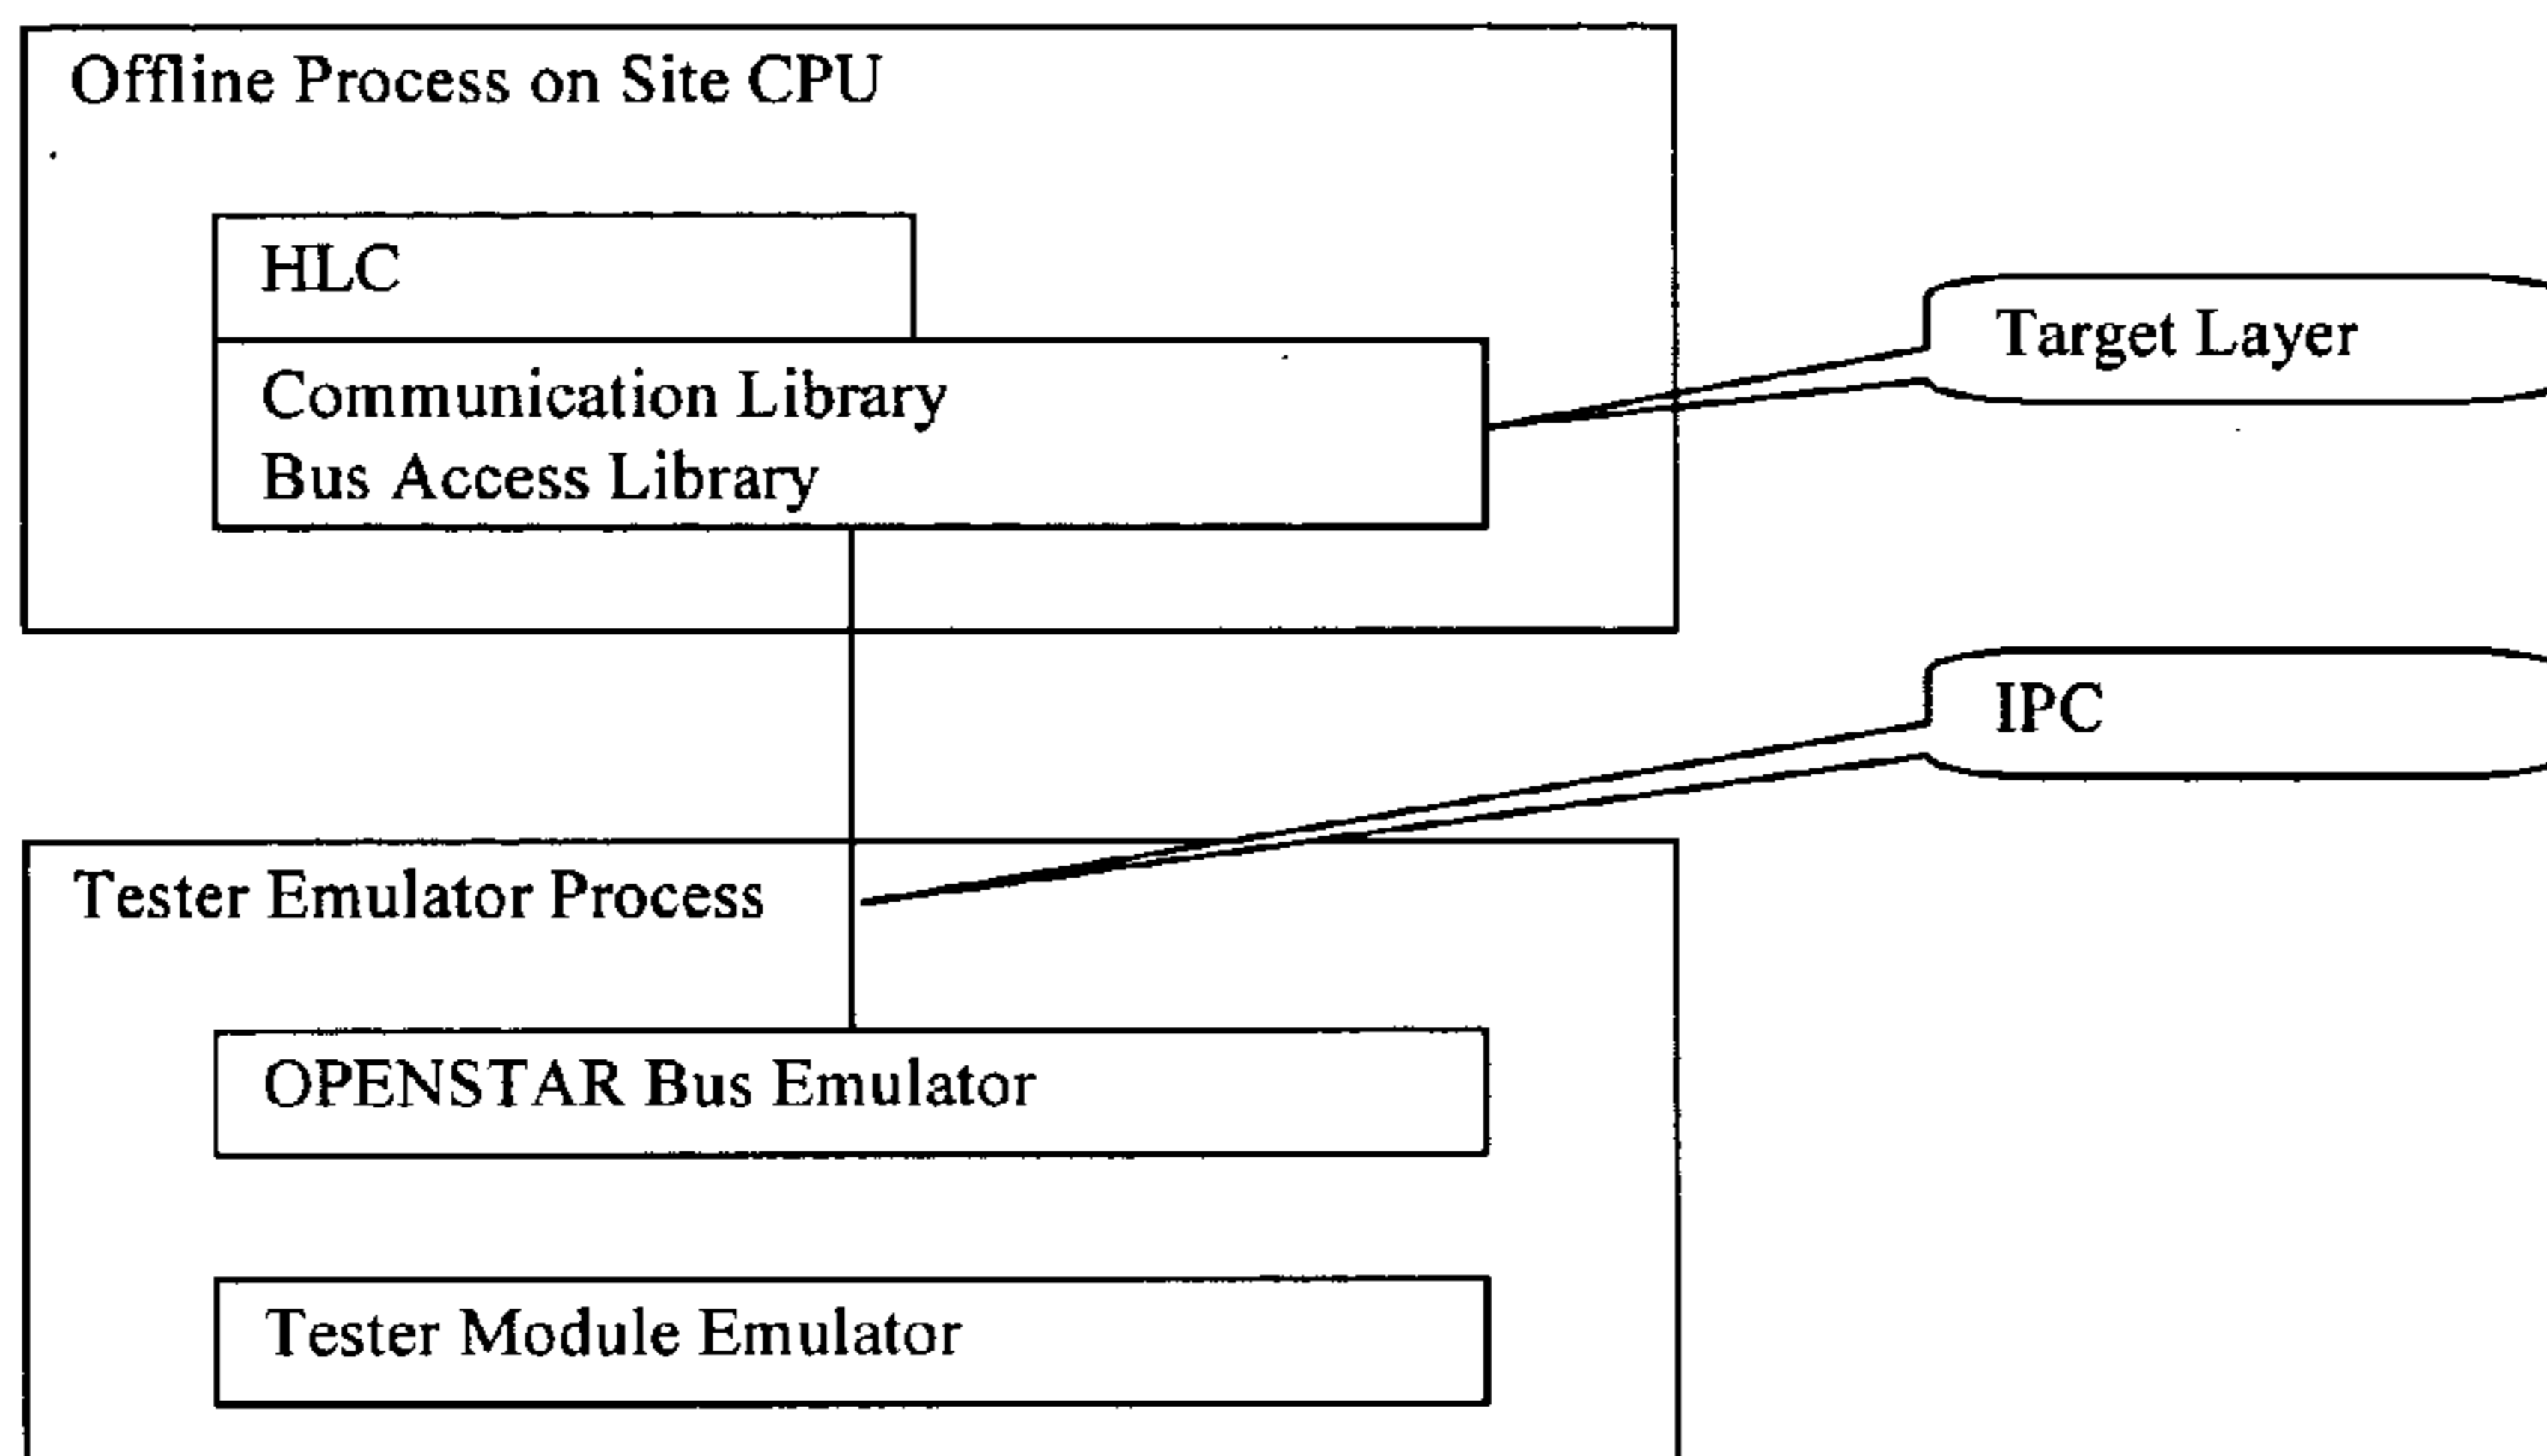 Offline Process on Site CPU
HLC
Communication Library
Bus Access Library
Target Layer
IPC
Tester Emulator Process
OPENSTAR Bus Emulator
Tester Module Emulator